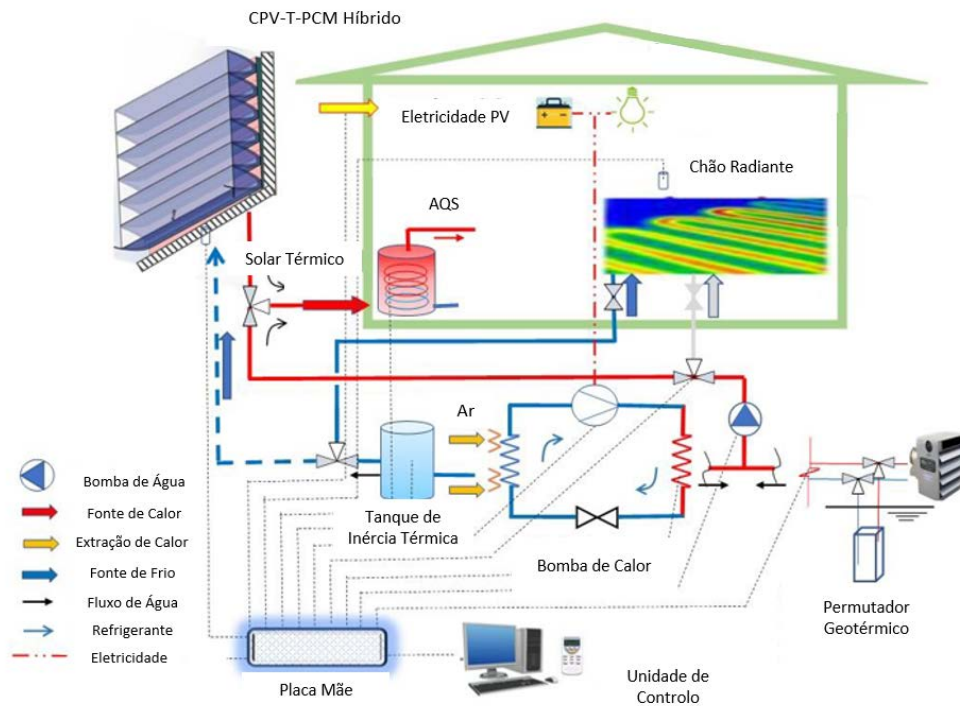 CPV-T-PCM Híbrido
Eletricidade PV
Chão Radiante
AQS
Solar Térmico
Ar
Bomba de Água
Fonte de Calor
Extração de Calor
Fonte de Frio
Fluxo de Água
Refrigerante
Eletricidade
Tanque de
Inércia Térmica
Bomba de Calor
Permutador
Geotérmico
Placa Mãe
Unidade de
Controlo